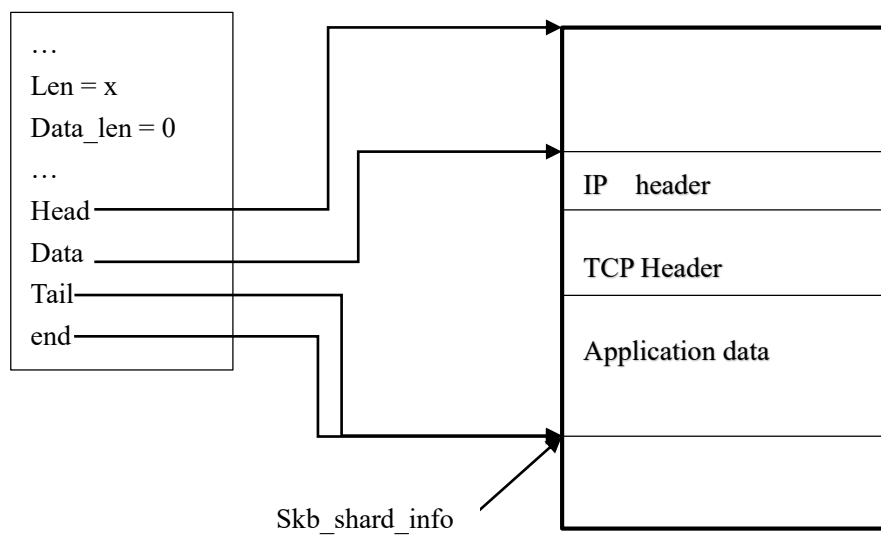 …
Len = x
Data_len = 0
…
Head
Data
Tail
end
IP header
TCP Header
Application data
Skb_shard_info